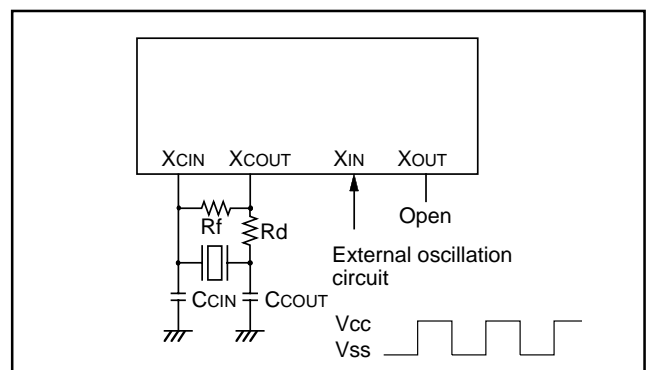 XCIN XCOUT XIN XOUT
Rf
Rd
Open
External oscillation
circuit
CCIN CCOUT
Vcc
Vss